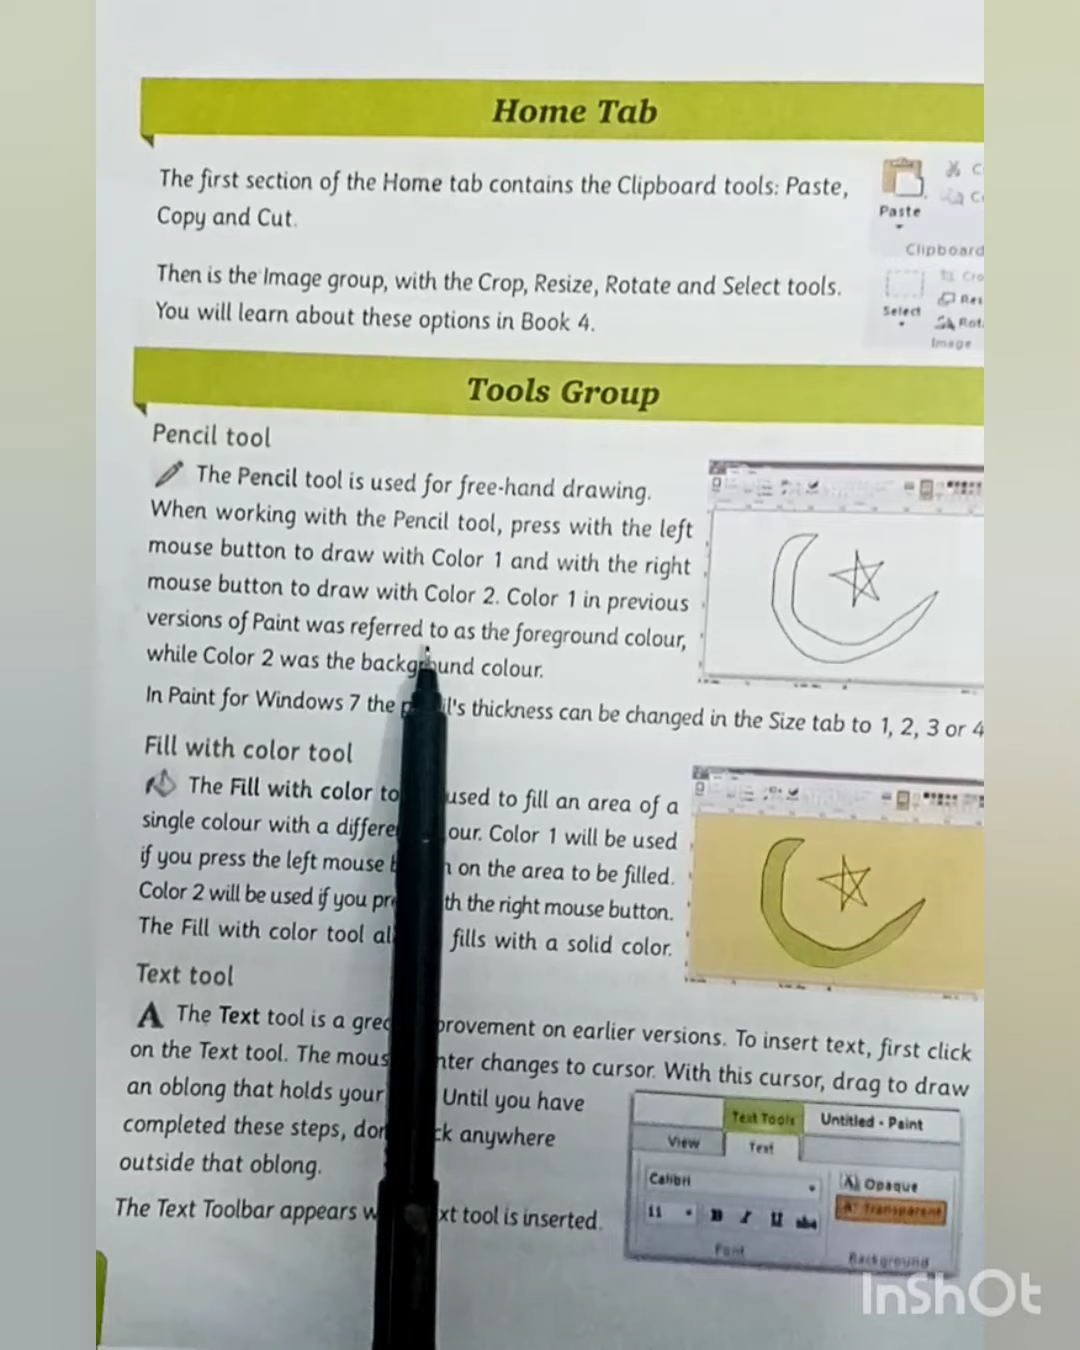 Home Tab
The first section of the Home tab contains the Clipboard tools: Paste,
Copy and Cut.
Paste
Clipboard
Then is the Image group, with the Crop, Resize, Rotate and Select tools.
You will learn about these options in Book 4.
Select
Image
Tools Group
Pencil tool
The Pencil tool is used for free-hand drawing.
When working with the Pencil tool, press with the left
mouse button to draw with Color 1 and with the right
mouse button to draw with Color 2. Color 1 in previous
versions of Paint was referred to as the foreground colour,
while Color 2 was the background colour.
In Paint for Windows 7 the thickness can be changed in the Size tab to 1, 2, 3 or 4
Fill with color tool
The Fill with color used to fill an area of a
single colour with a Color 1 will be used
if you press the left mouse on the area to be filled.
Color 2 will be used if you the right mouse button.
The Fill with color tool fills with a solid color.
Text tool
A The Text tool is a on earlier versions. To insert text, first click
on the Text tool. The changes to cursor. With this cursor, drag to draw
an oblong that holds your Until you have
completed these steps, anywhere
outside that oblong.
The Text Toolbar appears tool is inserted.
Text Tools Untitled - Paint
View Text
Calibri
11 B I U abc
Font
A Opaque
A Transparent
Background
InShOt